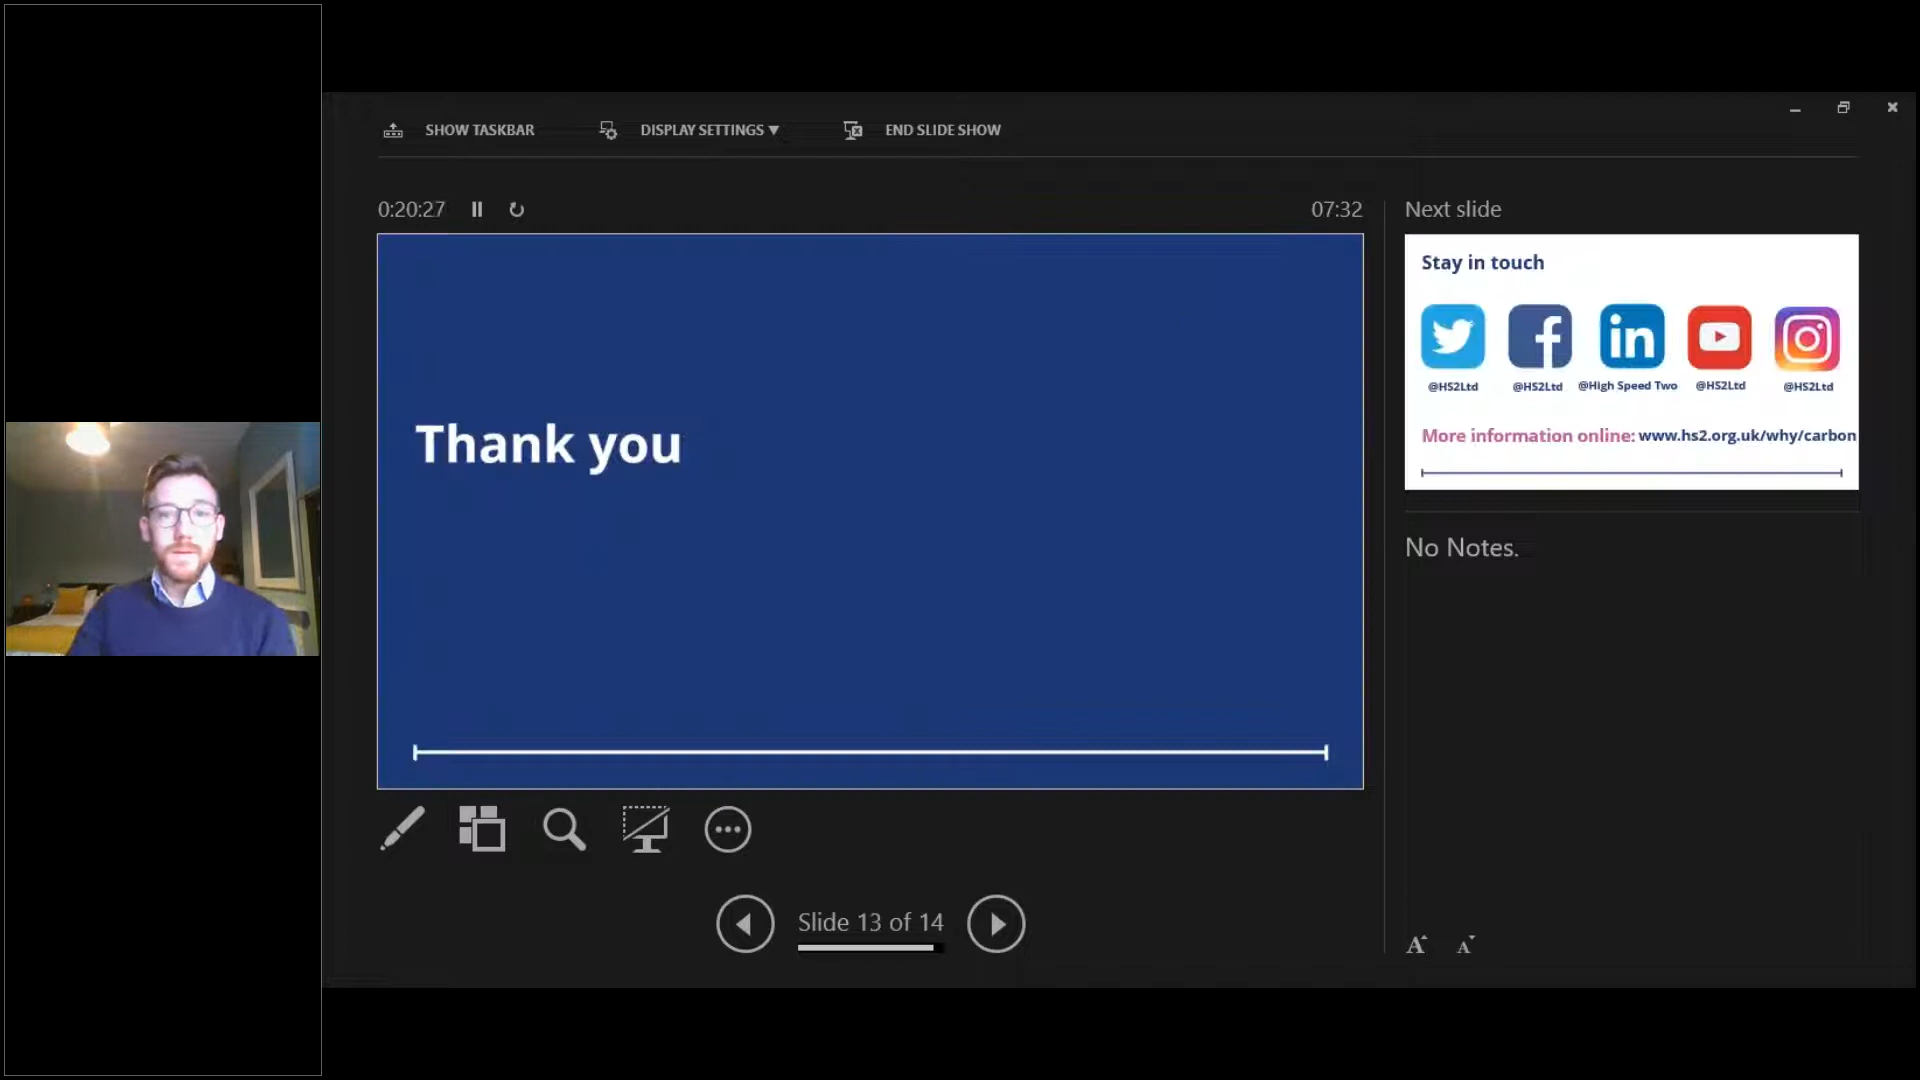 SHOW TASKBAR
DISPLAY SETTINGS ▼
END SLIDE SHOW
0:20:27
07:32
Thank you
Slide 13 of 14
Next slide
Stay in touch
@HS2Ltd
@HS2Ltd
@High Speed Two
@HS2Ltd
@HS2Ltd
More information online: www.hs2.org.uk/why/carbon
No Notes.
A A